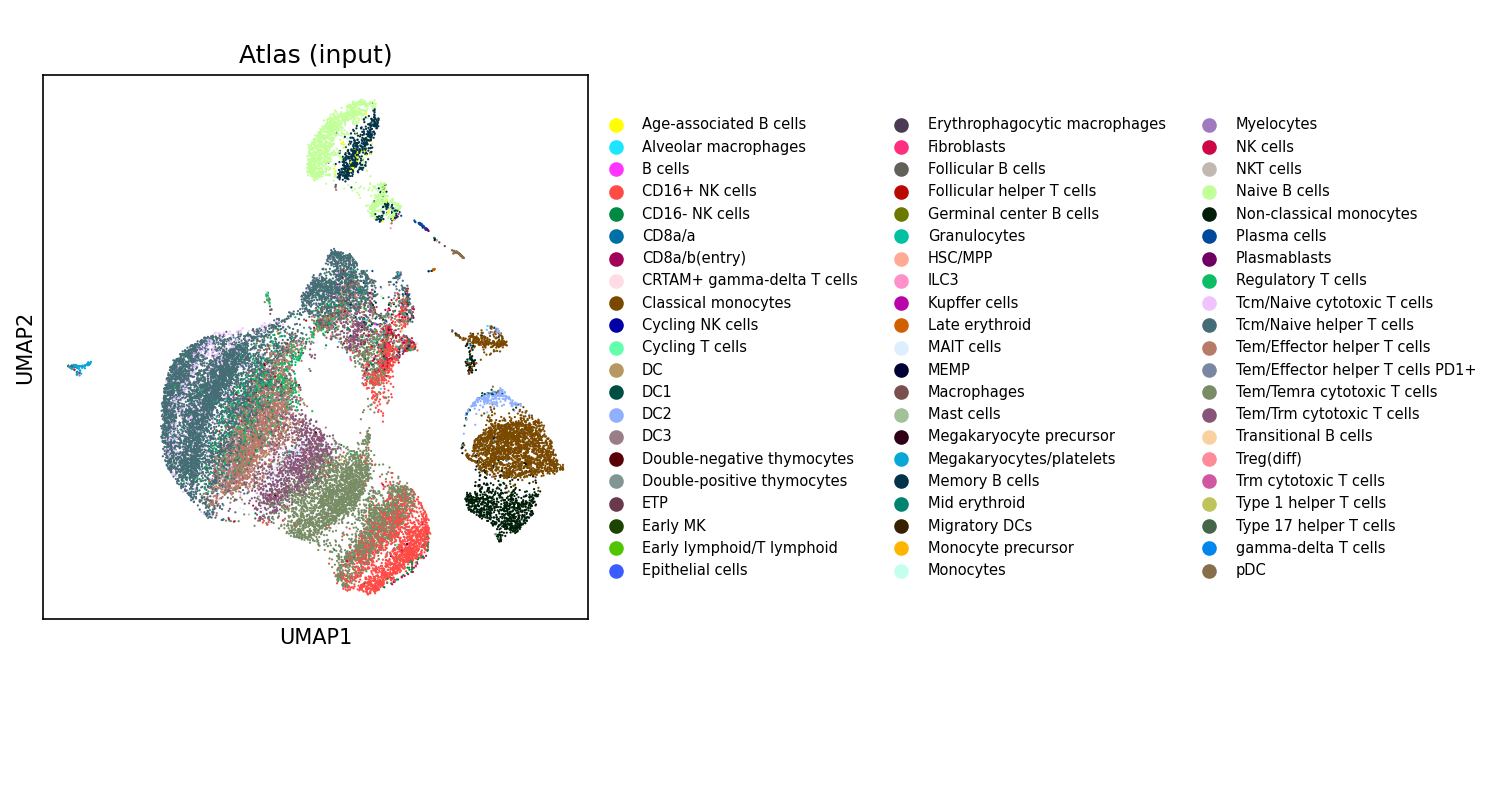 Atlas (input)
UMAP2
UMAP1
Age-associated B cells
Alveolar macrophages
B cells
CD16+ NK cells
CD16- NK cells
CD8a/a
CD8a/b(entry)
CRTAM+ gamma-delta T cells
Classical monocytes
Cycling NK cells
Cycling T cells
DC
DC1
DC2
DC3
Double-negative thymocytes
Double-positive thymocytes
ETP
Early MK
Early lymphoid/T lymphoid
Epithelial cells
Erythrophagocytic macrophages
Fibroblasts
Follicular B cells
Follicular helper T cells
Germinal center B cells
Granulocytes
HSC/MPP
ILC3
Kupffer cells
Late erythroid
MAIT cells
MEMP
Macrophages
Mast cells
Megakaryocyte precursor
Megakaryocytes/platelets
Memory B cells
Mid erythroid
Migratory DCs
Monocyte precursor
Monocytes
Myelocytes
NK cells
NKT cells
Naive B cells
Non-classical monocytes
Plasma cells
Plasmablasts
Regulatory T cells
Tcm/Naive cytotoxic T cells
Tcm/Naive helper T cells
Tem/Effector helper T cells
Tem/Effector helper T cells PD1+
Tem/Temra cytotoxic T cells
Tem/Trm cytotoxic T cells
Transitional B cells
Treg(diff)
Trm cytotoxic T cells
Type 1 helper T cells
Type 17 helper T cells
gamma-delta T cells
pDC